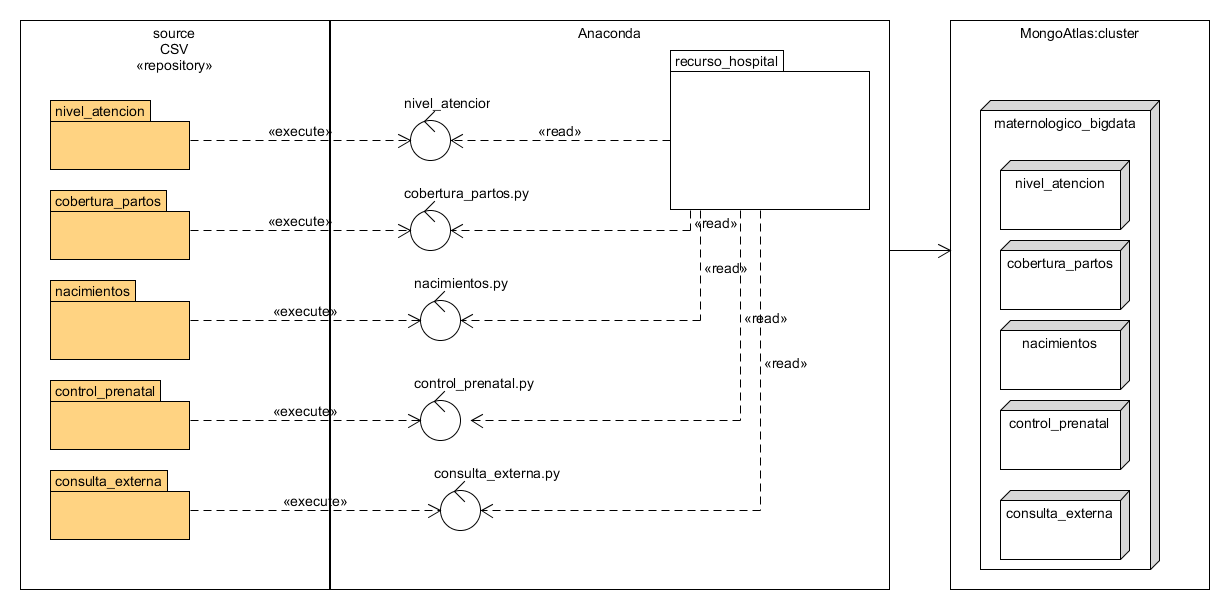 source
CSV
«repository»
nivel_atencion
cobertura_partos
nacimientos
control_prenatal
consulta_externa
«execute»
«execute»
«execute»
«execute»
«execute»
Anaconda
recurso_hospital
nivel_atencior
«read»
cobertura_partos.py
«read»
nacimientos.py
«read»
control_prenatal.py
«read»
consulta_externa.py
«read»
MongoAtlas:cluster
maternologico_bigdata
nivel_atencion
cobertura_partos
nacimientos
control_prenatal
consulta_externa